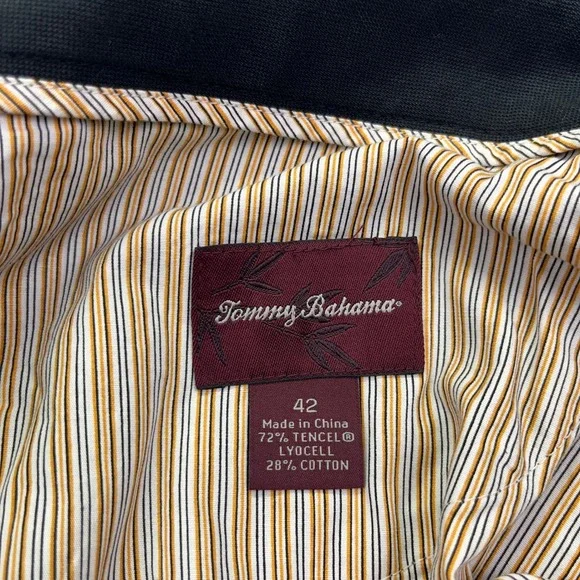 Tommy Bahama®
42
Made in China
72% TENCEL®
LYOCELL
28% COTTON